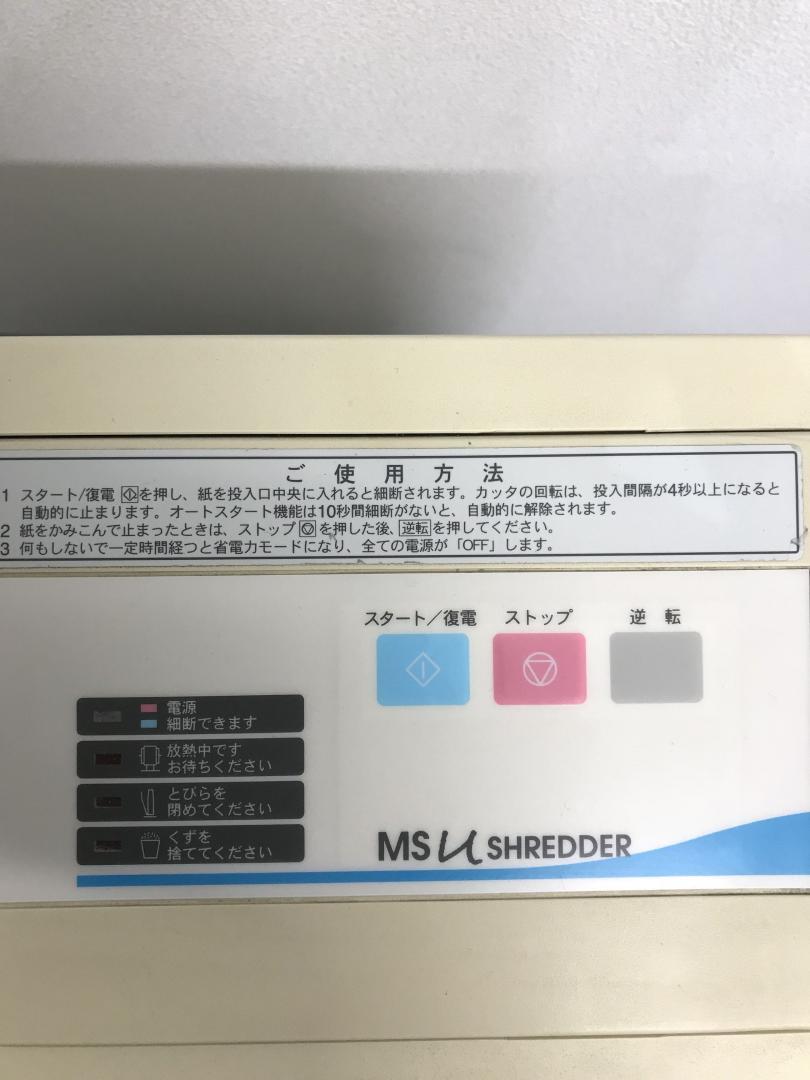 ご使用方法
1 スタート/復電 を押し、紙を投入口中央に入れると細断されます。カッタの回転は、投入間隔が4秒以上になると
自動的に止まります。オートスタート機能は10秒間細断がないと、自動的に解除されます。
2 紙をかみこんで止まったときは、ストップ を押した後、逆転を押してください。
3 何もしないで一定時間経つと省電力モードになり、全ての電源が「OFF」します。
スタート/復電 ストップ 逆転
電源
細断できます
放熱中です
お待ちください
とびらを
閉めてください
くずを
捨ててください
MS U SHREDDER